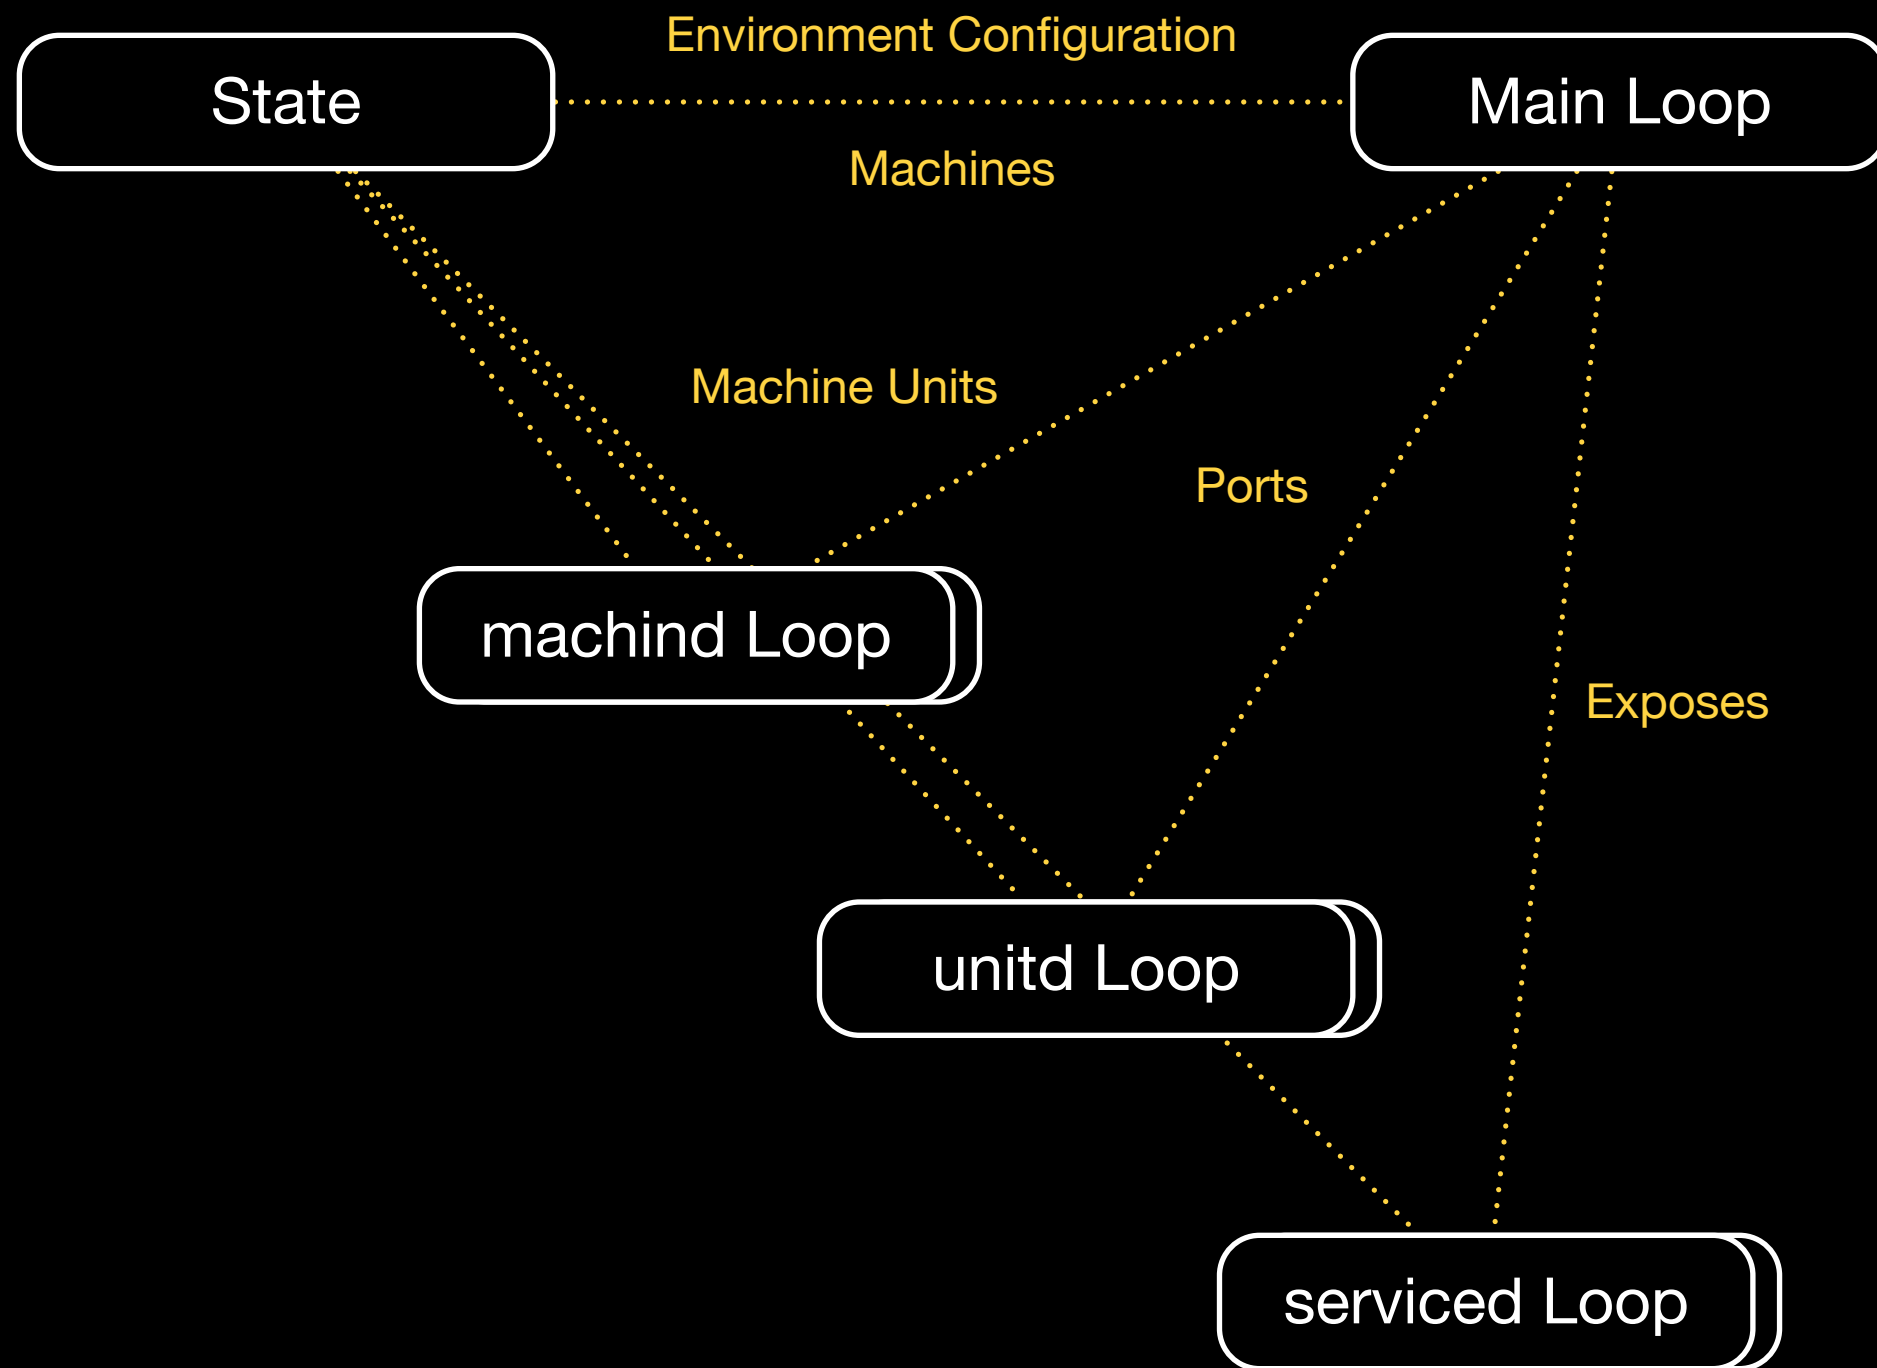 Environment Configuration
State
Main Loop
Machines
Machine Units
Ports
machind Loop
Exposes
unitd Loop
serviced Loop